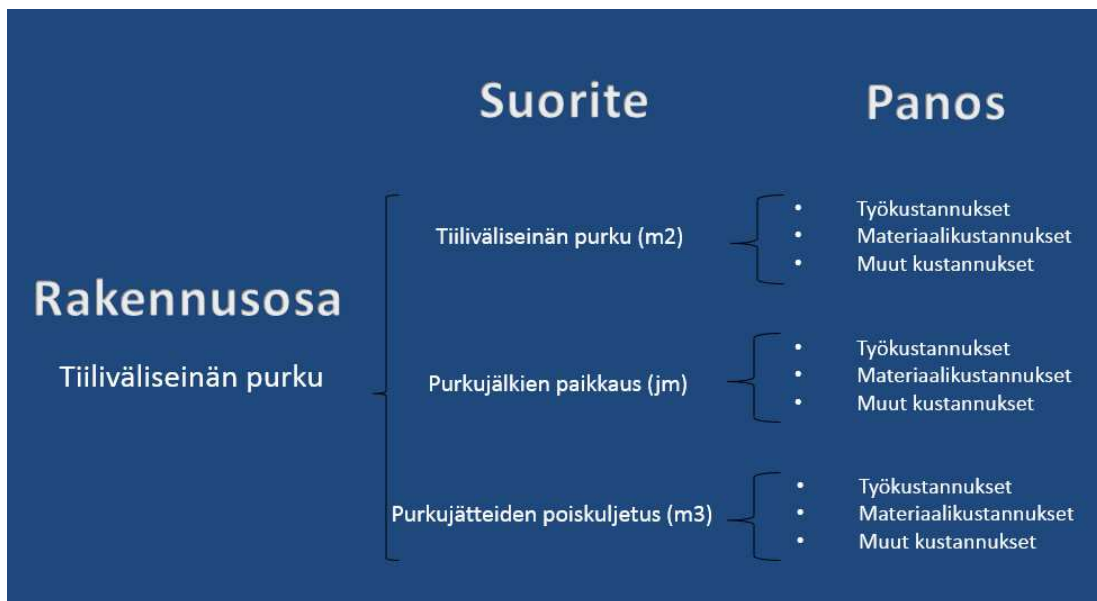 Suorite
Panos
Rakennusosa
Tiiliväliseinän purku
Tiiliväliseinän purku (m2)
• Työkustannukset
• Materiaalikustannukset
• Muut kustannukset
Purkujälkien paikkaus (jm)
• Työkustannukset
• Materiaalikustannukset
• Muut kustannukset
Purkujätteiden poiskuljetus (m3)
• Työkustannukset
• Materiaalikustannukset
• Muut kustannukset